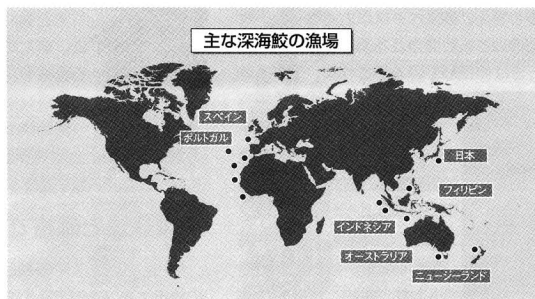 主な深海鮫の漁場
スペイン
ポルトガル
日本
フィリピン
インドネシア
オーストラリア
ニュージーランド